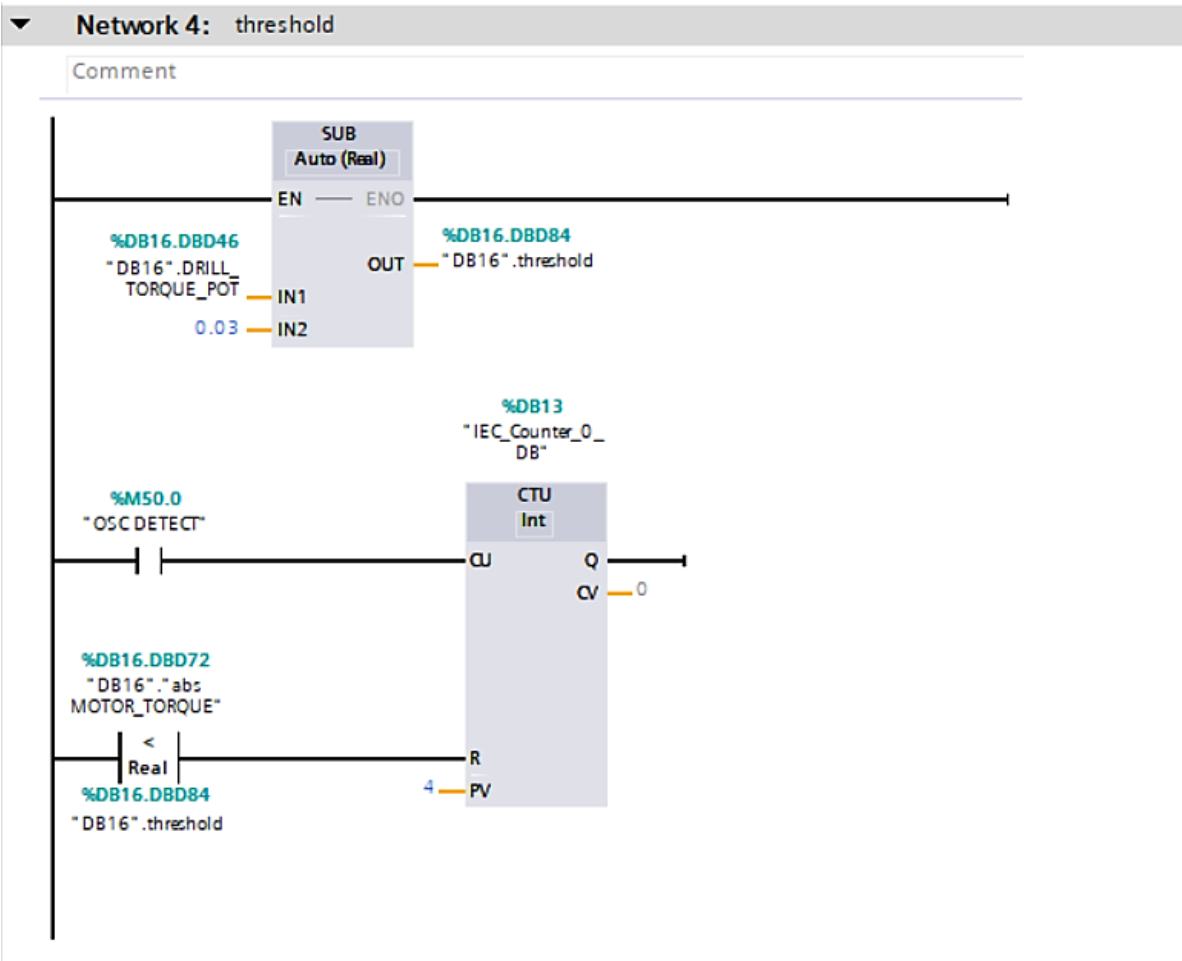 Network 4: threshold
Comment
SUB
Auto (Real)
EN ENO
%DB16.DBD46
"DB16".DRILL_
TORQUE_POT
IN1
0.03
IN2
OUT
%DB16.DBD84
"DB16".threshold
%DB13
"IEC_Counter_0_
DB"
CTU
Int
%M50.0
"OSC DETECT"
CU
Q
CV
0
%DB16.DBD72
"DB16"."abs
MOTOR_TORQUE"
<
Real
%DB16.DBD84
"DB16".threshold
R
4
PV